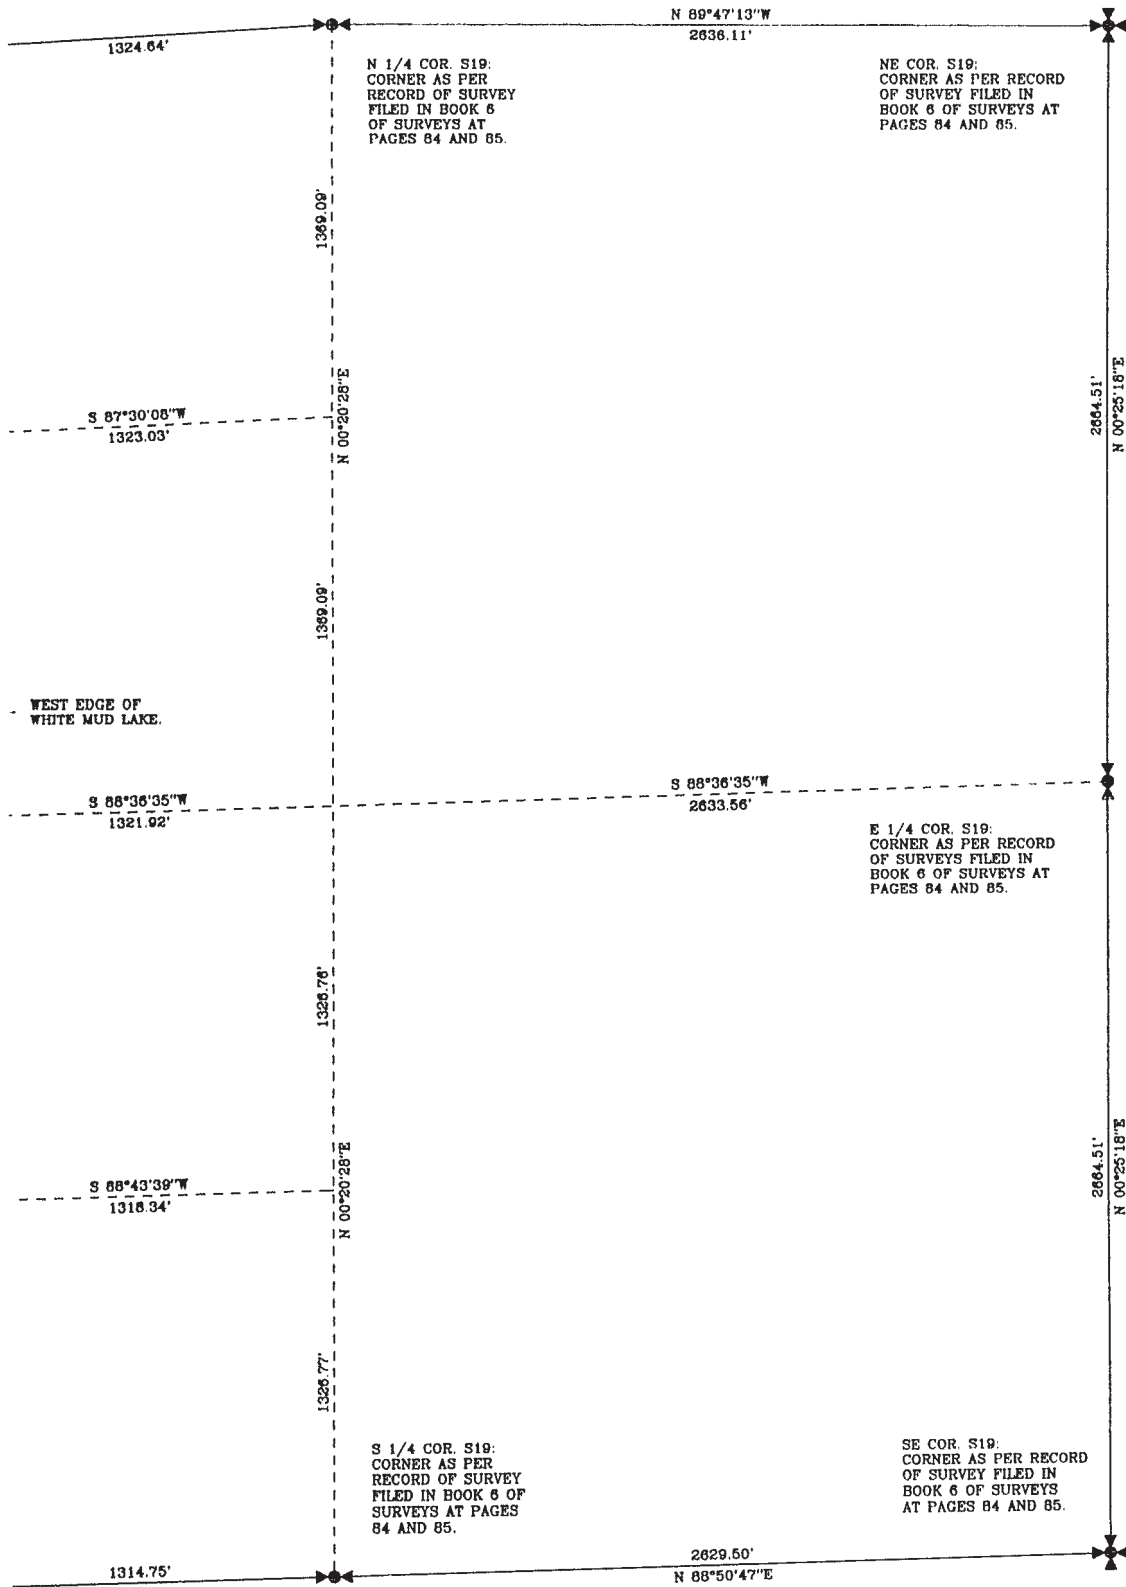 N 89°47'13"W
2636.11'
1324.64'
N 1/4 COR. S19:
CORNER AS PER
RECORD OF SURVEY
FILED IN BOOK 6
OF SURVEYS AT
PAGES 84 AND 85.
NE COR. S19:
CORNER AS PER RECORD
OF SURVEY FILED IN
BOOK 6 OF SURVEYS AT
PAGES 84 AND 85.
1369.09'
N 00°20'28"E
2664.51'
N 00°25'18"E
S 87°30'08"W
1323.03'
1369.09'
WEST EDGE OF
WHITE MUD LAKE.
S 88°36'35"W
1321.92'
S 88°36'35"W
2633.56'
E 1/4 COR. S19:
CORNER AS PER RECORD
OF SURVEYS FILED IN
BOOK 6 OF SURVEYS AT
PAGES 84 AND 85.
1326.76'
N 00°20'28"E
2664.51'
N 00°25'18"E
S 88°43'39"W
1318.34'
1326.77'
S 1/4 COR. S19:
CORNER AS PER
RECORD OF SURVEY
FILED IN BOOK 6 OF
SURVEYS AT PAGES
84 AND 85.
SE COR. S19:
CORNER AS PER RECORD
OF SURVEY FILED IN
BOOK 6 OF SURVEYS
AT PAGES 84 AND 85.
1314.75'
2629.50'
N 88°50'47"E